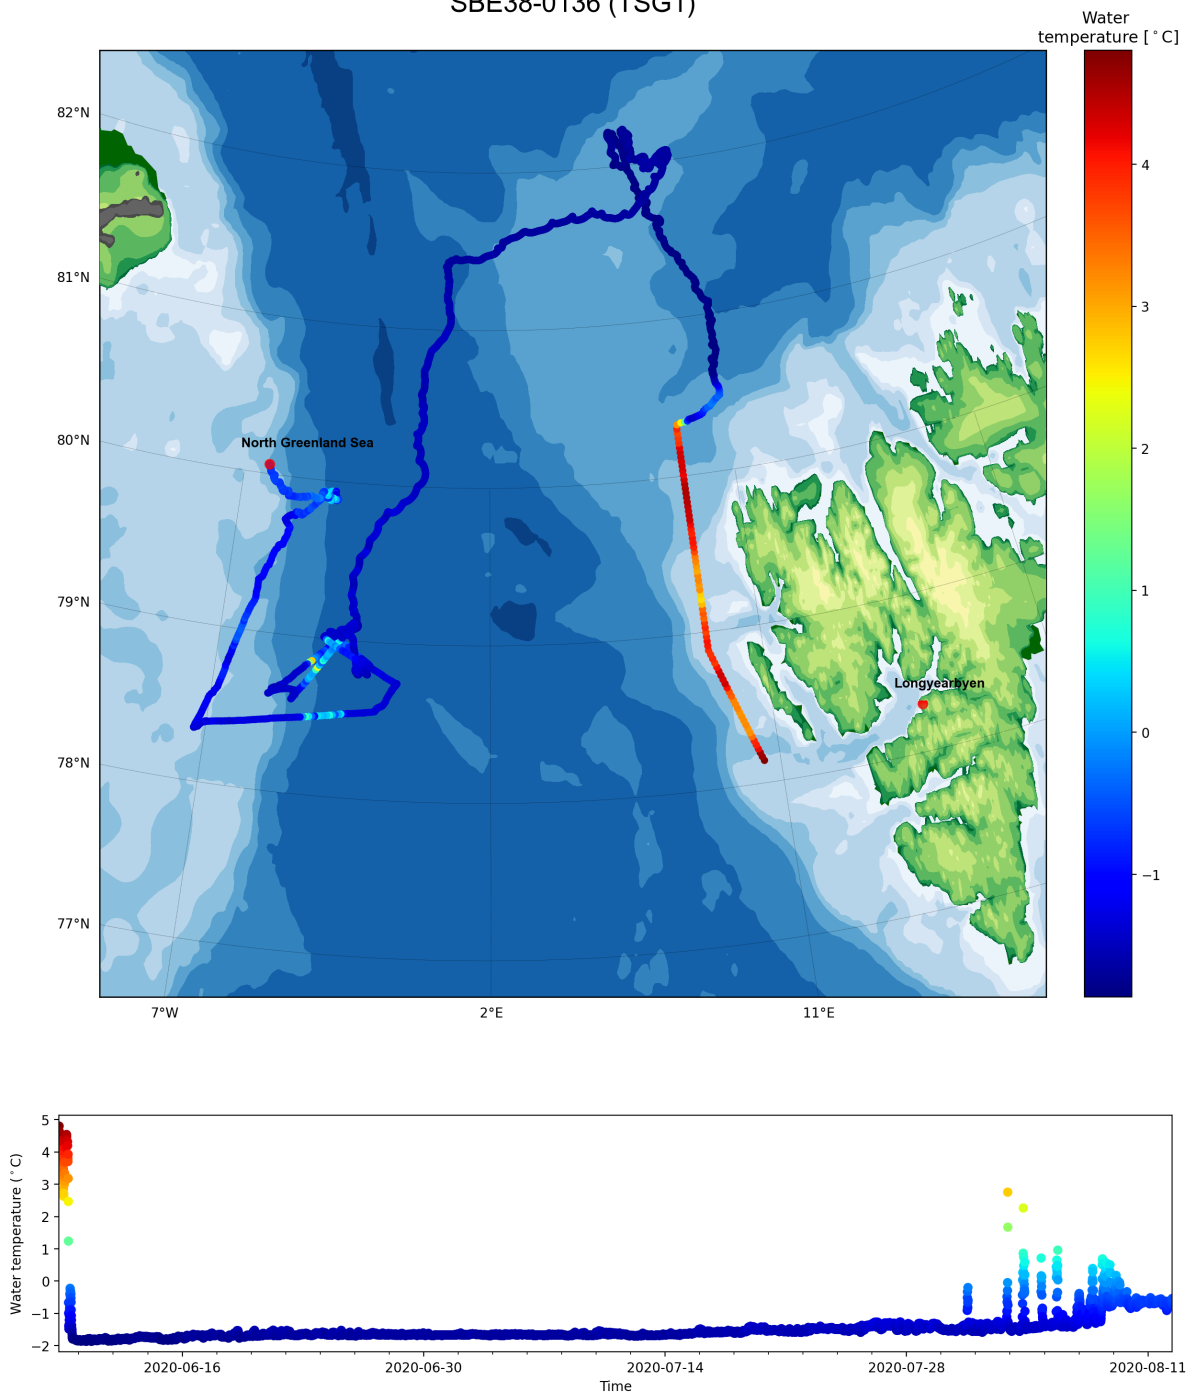 SBE38-0136 (TSG1)
Water
temperature [°C]
82°N
81°N
80°N
79°N
78°N
77°N
North Greenland Sea
Longyearbyen
7°W
2°E
11°E
4
3
2
1
0
−1
Water temperature (°C)
5
4
3
2
1
0
−1
−2
2020-06-16
2020-06-30
2020-07-14
2020-07-28
2020-08-11
Time